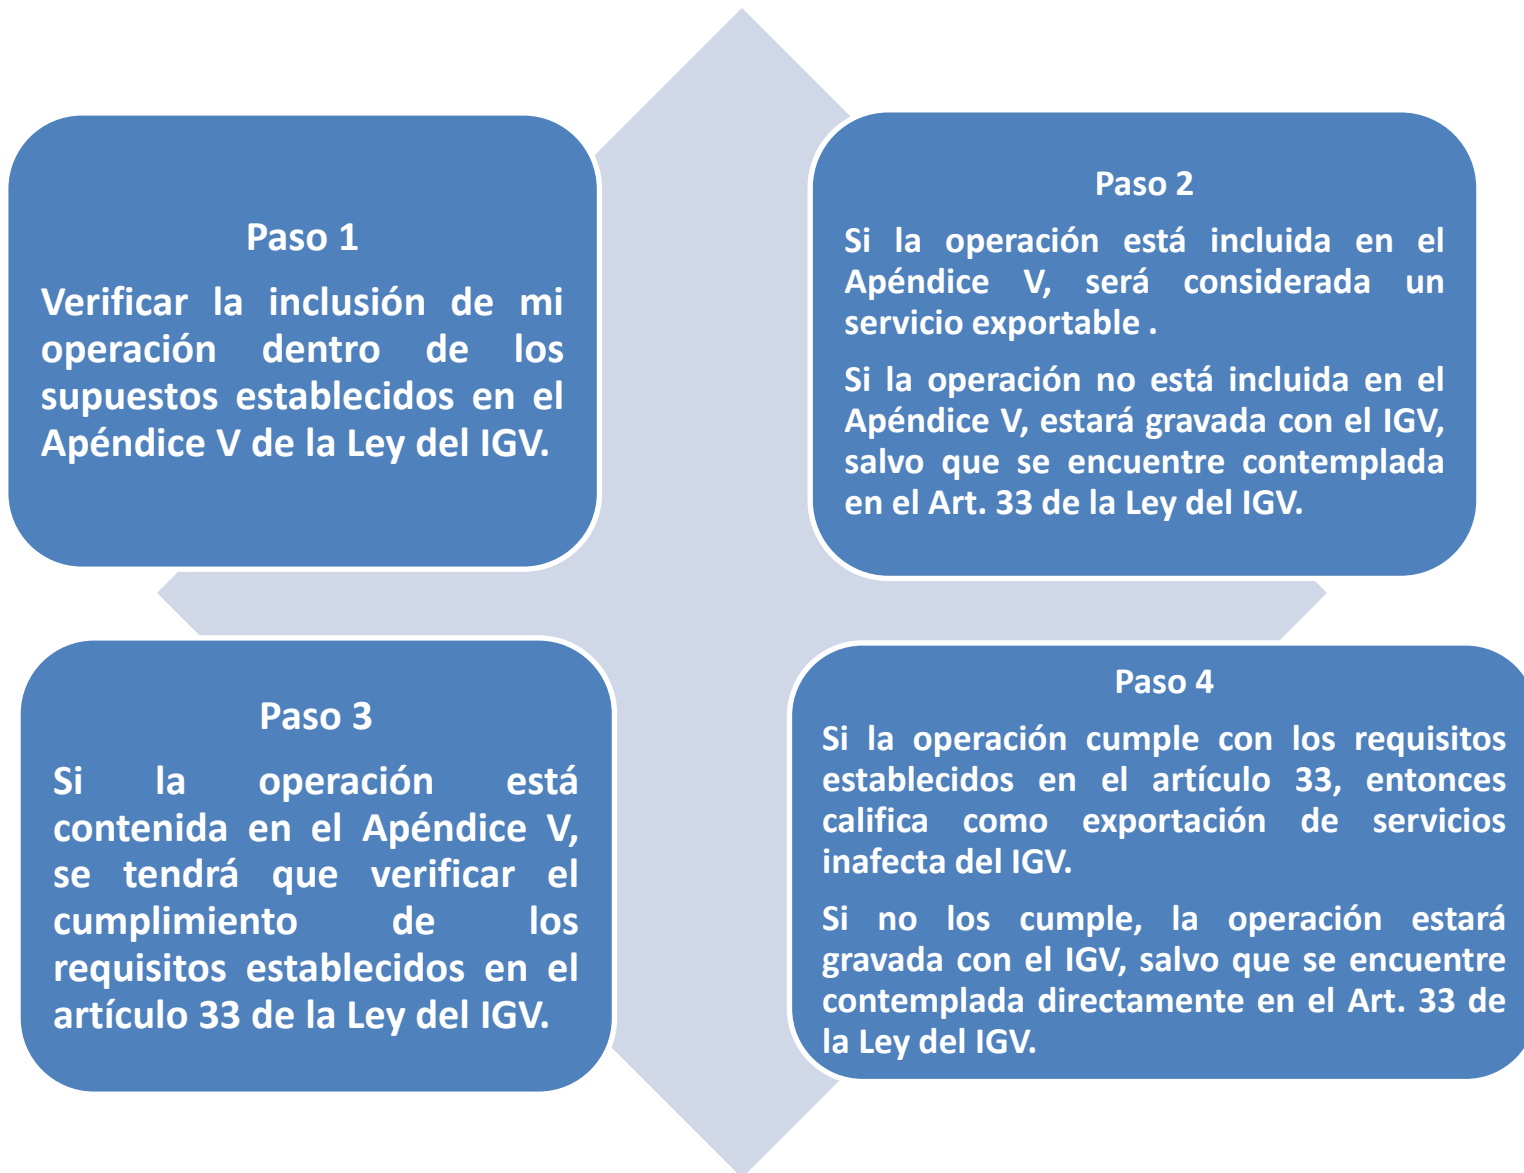 Paso 1
Verificar la inclusión de mi
operación dentro de los
supuestos establecidos en el
Apéndice V de la Ley del IGV.
Paso 2
Si la operación está incluida en el
Apéndice V, será considerada un
servicio exportable .
Si la operación no está incluida en el
Apéndice V, estará gravada con el IGV,
salvo que se encuentre contemplada
en el Art. 33 de la Ley del IGV.
Paso 3
Si la operación está
contenida en el Apéndice V,
se tendrá que verificar el
cumplimiento de los
requisitos establecidos en el
artículo 33 de la Ley del IGV.
Paso 4
Si la operación cumple con los requisitos
establecidos en el artículo 33, entonces
califica como exportación de servicios
inafecta del IGV.
Si no los cumple, la operación estará
gravada con el IGV, salvo que se encuentre
contemplada directamente en el Art. 33 de
la Ley del IGV.